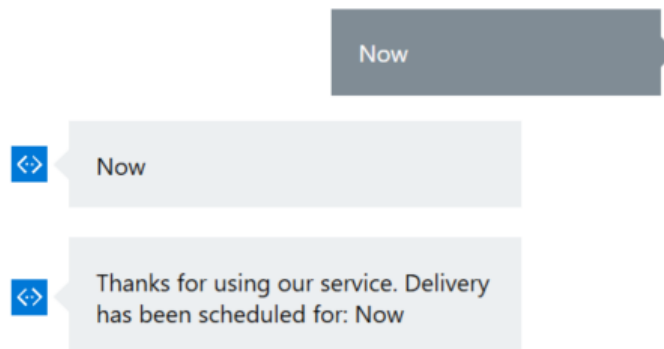 Now
Now
Thanks for using our service. Delivery
has been scheduled for: Now